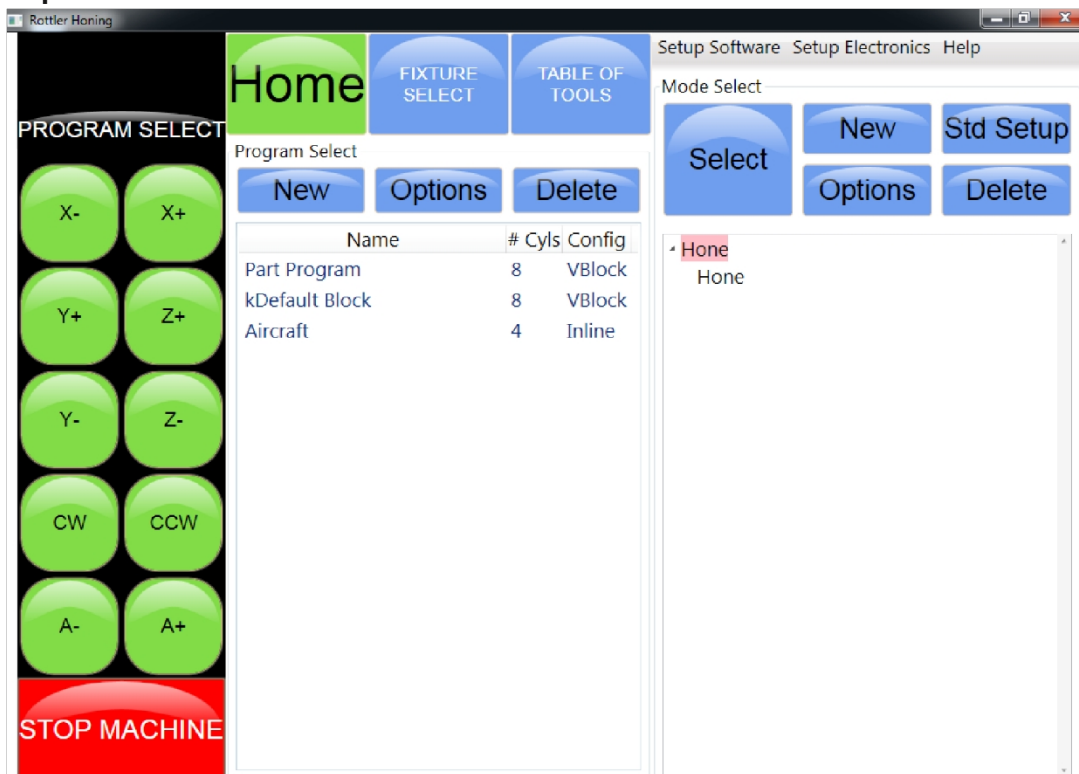 Rottler Honing
PROGRAM SELECT
X- X+
Y+ Z+
Y- Z-
CW CCW
A- A+
STOP MACHINE
Home
FIXTURE
SELECT
TABLE OF
TOOLS
Program Select
New Options Delete
Name # Cyls Config
Part Program 8 VBlock
kDefault Block 8 VBlock
Aircraft 4 Inline
Setup Software Setup Electronics Help
Mode Select
Select
New Std Setup
Options Delete
Hone
Hone